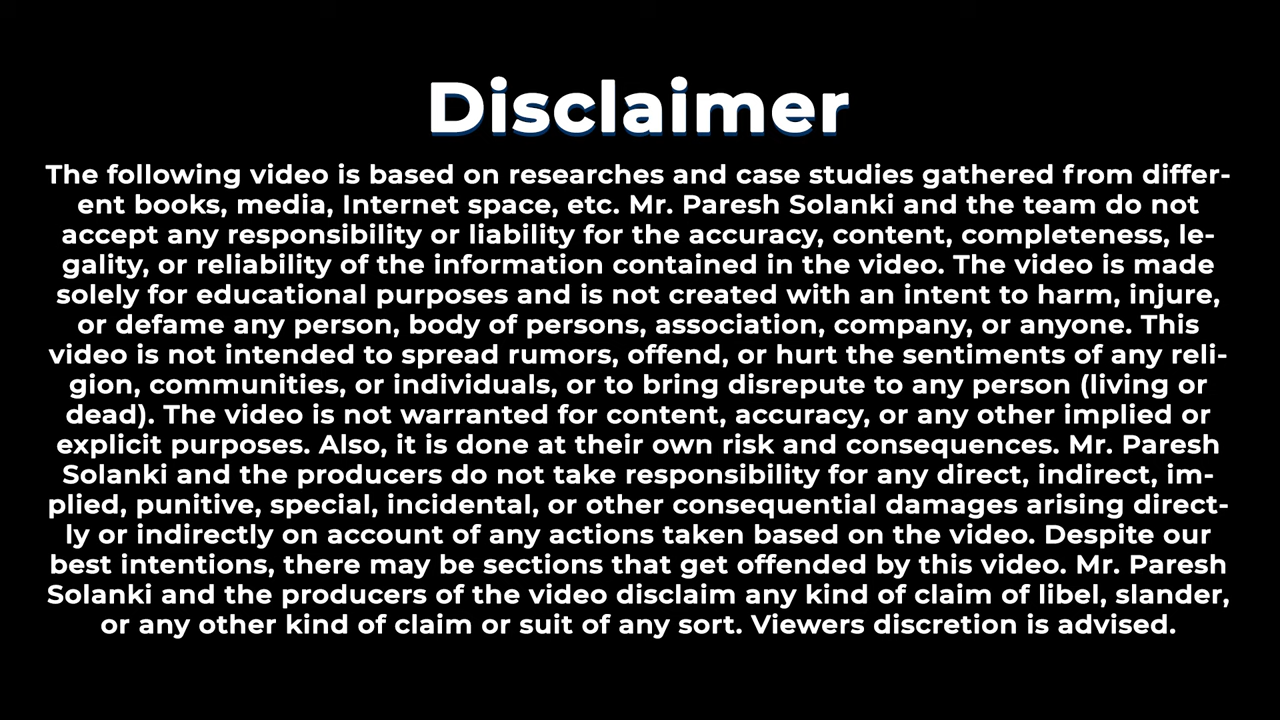 Disclaimer
The following video is based on researches and case studies gathered from differ-
ent books, media, Internet space, etc. Mr. Paresh Solanki and the team do not
accept any responsibility or liability for the accuracy, content, completeness, le-
gality, or reliability of the information contained in the video. The video is made
solely for educational purposes and is not created with an intent to harm, injure,
or defame any person, body of persons, association, company, or anyone. This
video is not intended to spread rumors, offend, or hurt the sentiments of any reli-
gion, communities, or individuals, or to bring disrepute to any person (living or
dead). The video is not warranted for content, accuracy, or any other implied or
explicit purposes. Also, it is done at their own risk and consequences. Mr. Paresh
Solanki and the producers do not take responsibility for any direct, indirect, im-
plied, punitive, special, incidental, or other consequential damages arising direct-
ly or indirectly on account of any actions taken based on the video. Despite our
best intentions, there may be sections that get offended by this video. Mr. Paresh
Solanki and the producers of the video disclaim any kind of claim of libel, slander,
or any other kind of claim or suit of any sort. Viewers discretion is advised.